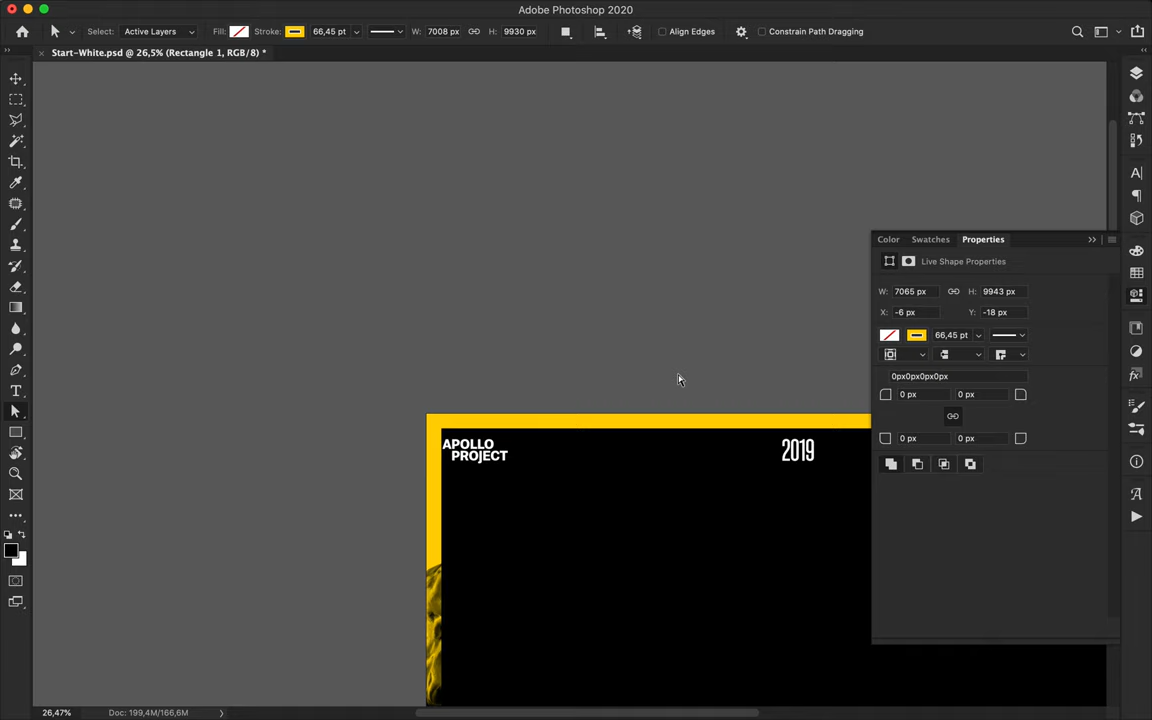 Adobe Photoshop 2020
Select: Active Layers Fill: Stroke: 66,45 pt W: 7008 px H: 9930 px Align Edges Constrain Path Dragging
Start-White.psd @ 26,5% (Rectangle 1, RGB/8) *
Color Swatches Properties
Live Shape Properties
W: 7065 px H: 9943 px
X: -6 px Y: -18 px
66,45 pt
0px0px0px0px
0 px 0 px
0 px 0 px
APOLLO
PROJECT
2019
26,47% Doc: 199,4M/166,6M